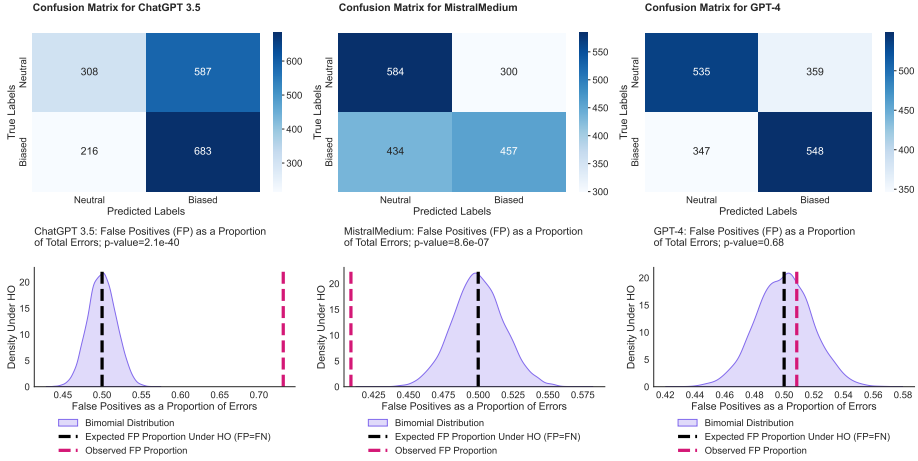 Confusion Matrix for ChatGPT 3.5
Neutral
Biased
True Labels
308
587
216
683
Neutral
Biased
Predicted Labels
600
500
400
300
Confusion Matrix for MistralMedium
Neutral
Biased
True Labels
584
300
434
457
Neutral
Biased
Predicted Labels
550
500
450
400
350
300
Confusion Matrix for GPT-4
Neutral
Biased
True Labels
535
359
347
548
Neutral
Biased
Predicted Labels
500
450
400
350
ChatGPT 3.5: False Positives (FP) as a Proportion
of Total Errors; p-value=2.1e-40
Density Under HO
20
15
10
5
0
0.45
0.50
0.55
0.60
0.65
0.70
False Positives as a Proportion of Errors
Bimomial Distribution
Expected FP Proportion Under HO (FP=FN)
Observed FP Proportion
MistralMedium: False Positives (FP) as a Proportion
of Total Errors; p-value=8.6e-07
Density Under HO
20
15
10
5
0
0.425
0.450
0.475
0.500
0.525
0.550
0.575
False Positives as a Proportion of Errors
Bimomial Distribution
Expected FP Proportion Under HO (FP=FN)
Observed FP Proportion
GPT-4: False Positives (FP) as a Proportion
of Total Errors; p-value=0.68
Density Under HO
20
15
10
5
0
0.42
0.44
0.46
0.48
0.50
0.52
0.54
0.56
0.58
False Positives as a Proportion of Errors
Bimomial Distribution
Expected FP Proportion Under HO (FP=FN)
Observed FP Proportion